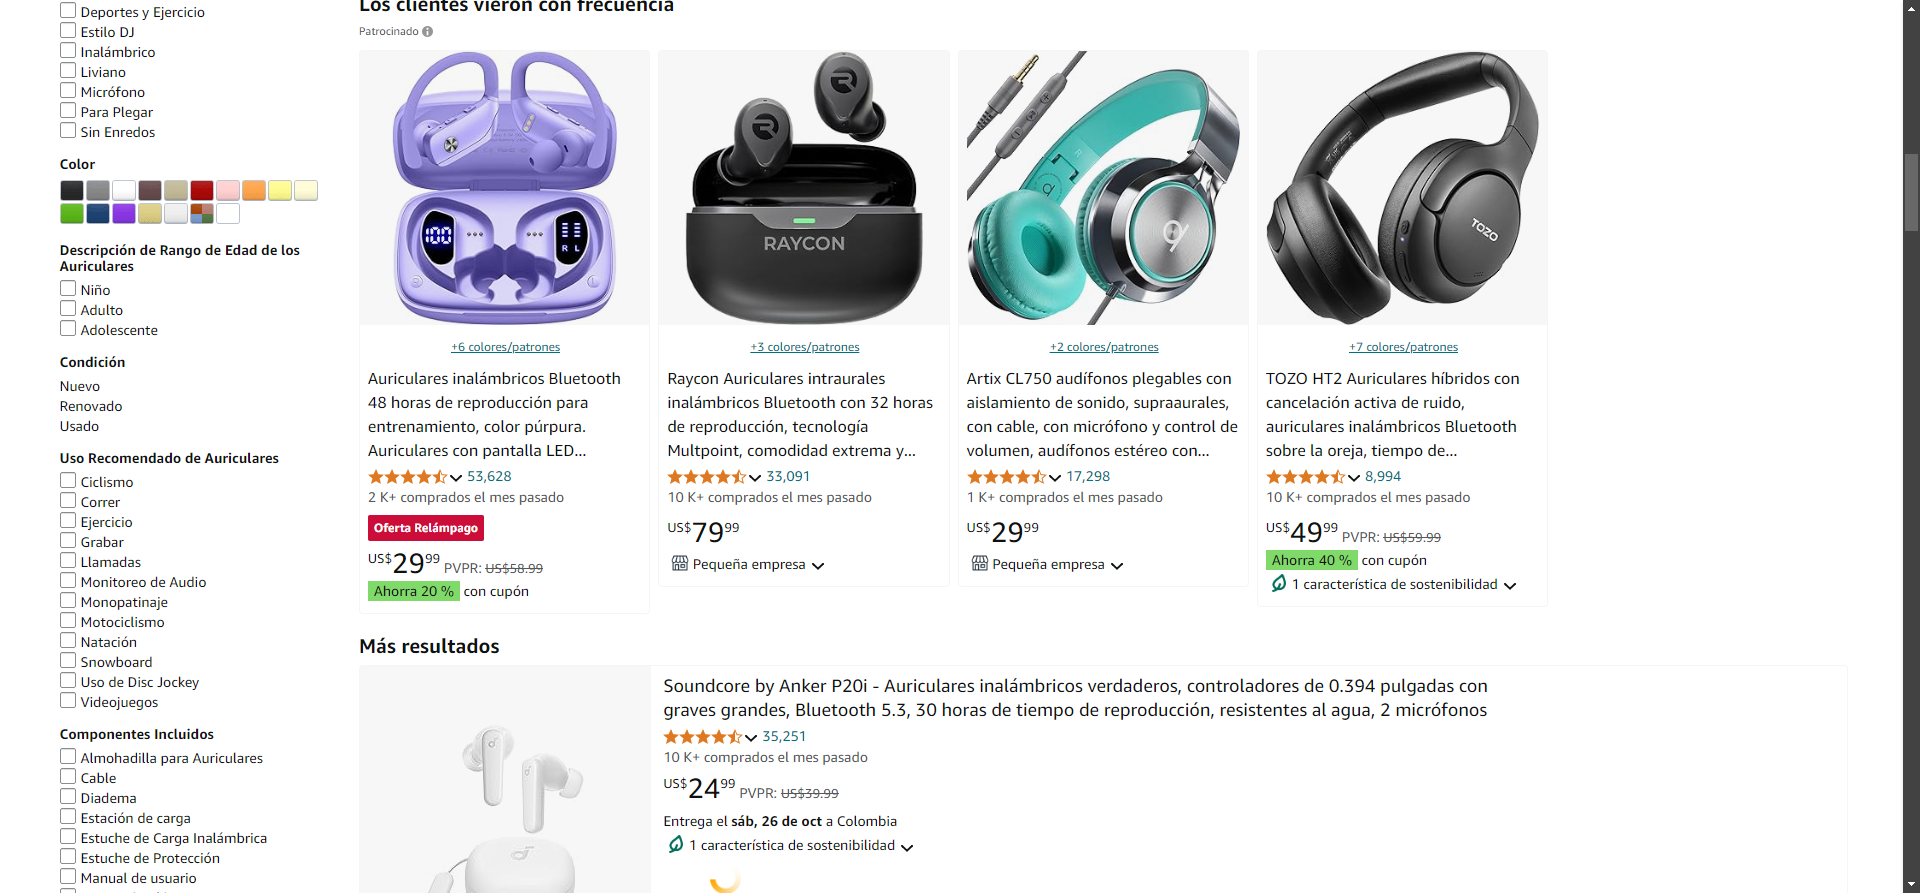 Deportes y Ejercicio
Estilo DJ
Inalámbrico
Liviano
Micrófono
Para Plegar
Sin Enredos
Color
Descripción de Rango de Edad de los
Auriculares
Niño
Adulto
Adolescente
Condición
Nuevo
Renovado
Usado
Uso Recomendado de Auriculares
Ciclismo
Correr
Ejercicio
Grabar
Llamadas
Monitoreo de Audio
Monopatinaje
Motociclismo
Natación
Snowboard
Uso de Disc Jockey
Videojuegos
Componentes Incluidos
Almohadilla para Auriculares
Cable
Diadema
Estación de carga
Estuche de Carga Inalámbrica
Estuche de Protección
Manual de usuario
Los clientes vieron con frecuencia
Patrocinado
100
R L
+6 colores/patrones
Auriculares inalámbricos Bluetooth
48 horas de reproducción para
entrenamiento, color púrpura.
Auriculares con pantalla LED...
53,628
2 K+ comprados el mes pasado
Oferta Relámpago
US$2999 PVPR: US$58.99
Ahorra 20 % con cupón
RAYCON
+3 colores/patrones
Raycon Auriculares intraurales
inalámbricos Bluetooth con 32 horas
de reproducción, tecnología
Multpoint, comodidad extrema y...
33,091
10 K+ comprados el mes pasado
US$7999
Pequeña empresa
+2 colores/patrones
Artix CL750 audífonos plegables con
aislamiento de sonido, supraaurales,
con cable, con micrófono y control de
volumen, audífonos estéreo con...
17,298
1 K+ comprados el mes pasado
US$2999
Pequeña empresa
TOZO
+7 colores/patrones
TOZO HT2 Auriculares híbridos con
cancelación activa de ruido,
auriculares inalámbricos Bluetooth
sobre la oreja, tiempo de...
8,994
10 K+ comprados el mes pasado
US$4999 PVPR: US$59.99
Ahorra 40 % con cupón
1 característica de sostenibilidad
Más resultados
Soundcore by Anker P20i - Auriculares inalámbricos verdaderos, controladores de 0.394 pulgadas con
graves grandes, Bluetooth 5.3, 30 horas de tiempo de reproducción, resistentes al agua, 2 micrófonos
35,251
10 K+ comprados el mes pasado
US$2499 PVPR: US$39.99
Entrega el sáb, 26 de oct a Colombia
1 característica de sostenibilidad